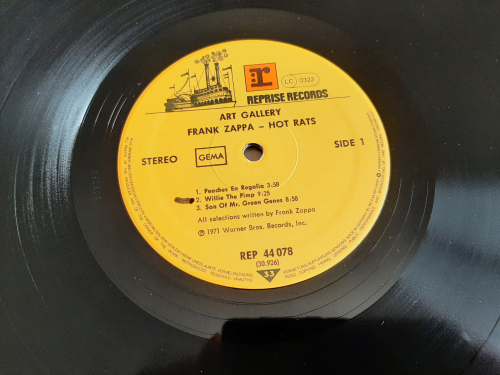 r
LC 0322
REPRISE RECORDS
ART GALLERY
FRANK ZAPPA – HOT RATS
STEREO
GEMA
SIDE 1
1. Peaches En Regalia 3:58
2. Willie The Pimp 9:25
3. Son Of Mr. Green Genes 8:58
All selections written by Frank Zappa
℗ 1971 Warner Bros. Records, Inc.
REP 44 078
(30,926)
33